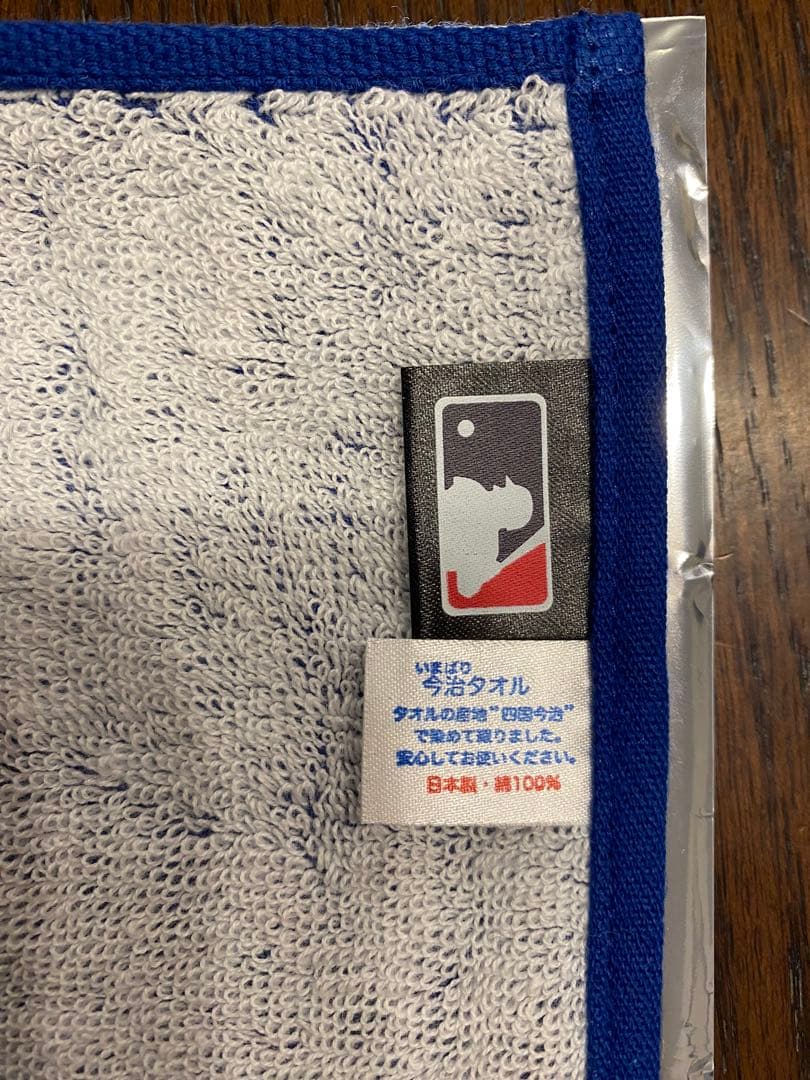 いまばり
今治タオル
タオルの産地"四国今治"
で染めて織りました。
安心してお使いください。
日本製・綿100%